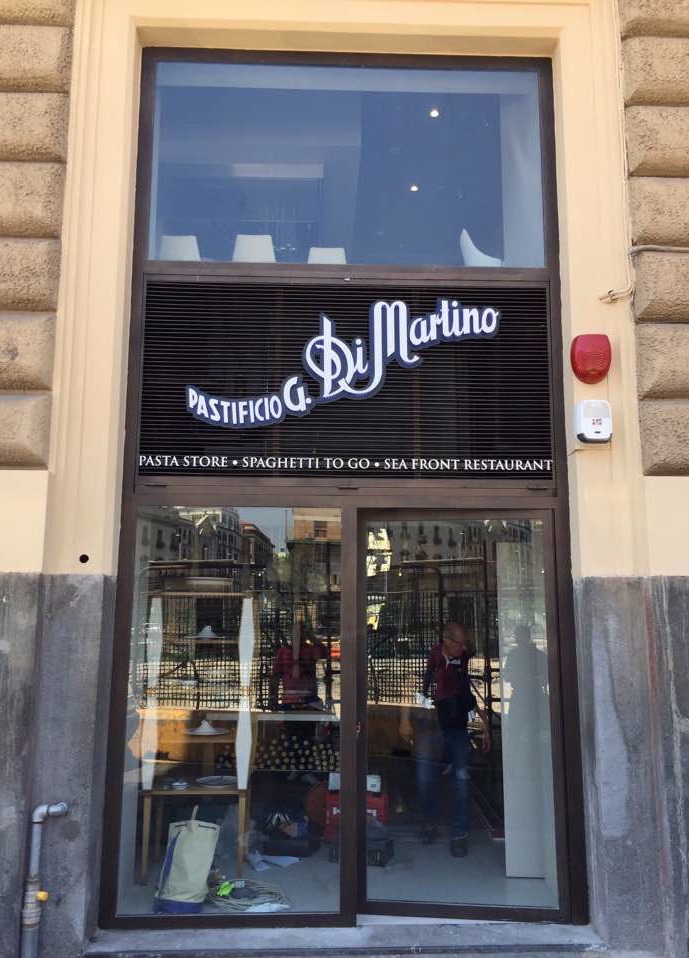 PASTIFICIO G. Di Martino
PASTA STORE • SPAGHETTI TO GO • SEA FRONT RESTAURANT